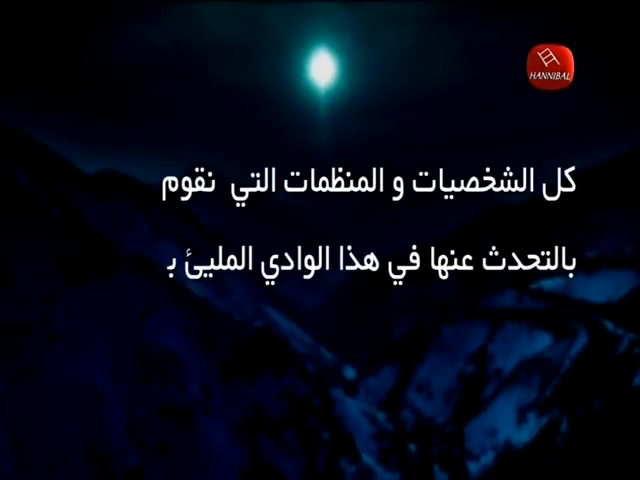 HANNIBAL
كل الشخصيات و المنظمات التي نقوم
بالتحدث عنها في هذا الوادي المليئ بـ